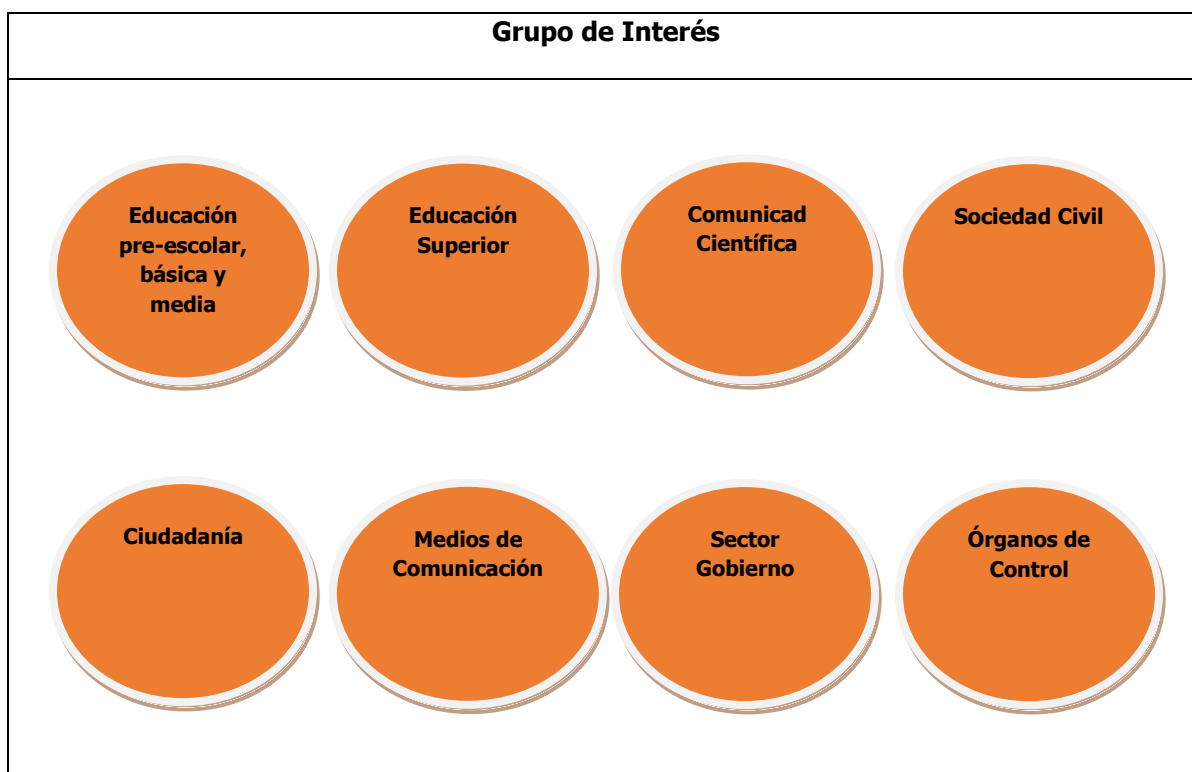 Grupo de Interés
Educación
pre-escolar,
básica y
media
Educación
Superior
Comunicad
Científica
Sociedad Civil
Ciudadanía
Medios de
Comunicación
Sector
Gobierno
Órganos de
Control